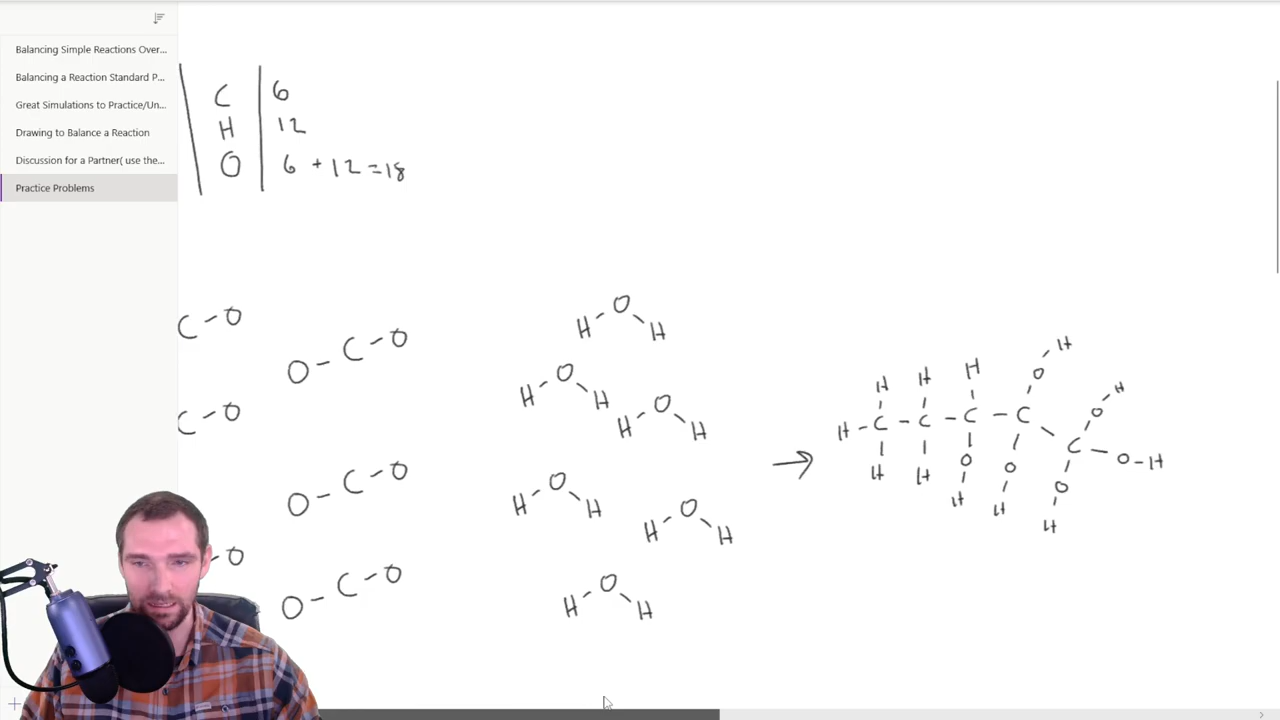 Balancing Simple Reactions Over...
Balancing a Reaction Standard P...
Great Simulations to Practice/Un...
Drawing to Balance a Reaction
Discussion for a Partner( use the...
Practice Problems
C 6
H 12
O 6 + 12 = 18
C - O
O - C - O
C - O
O - C - O
- O
O - C - O
H - O - H
H - O - H
H - O - H
H - O - H
H - O - H
H - O - H
→
H
H H H O
H O
H - C - C - C - C - C - O - H
H H O O O
H H H